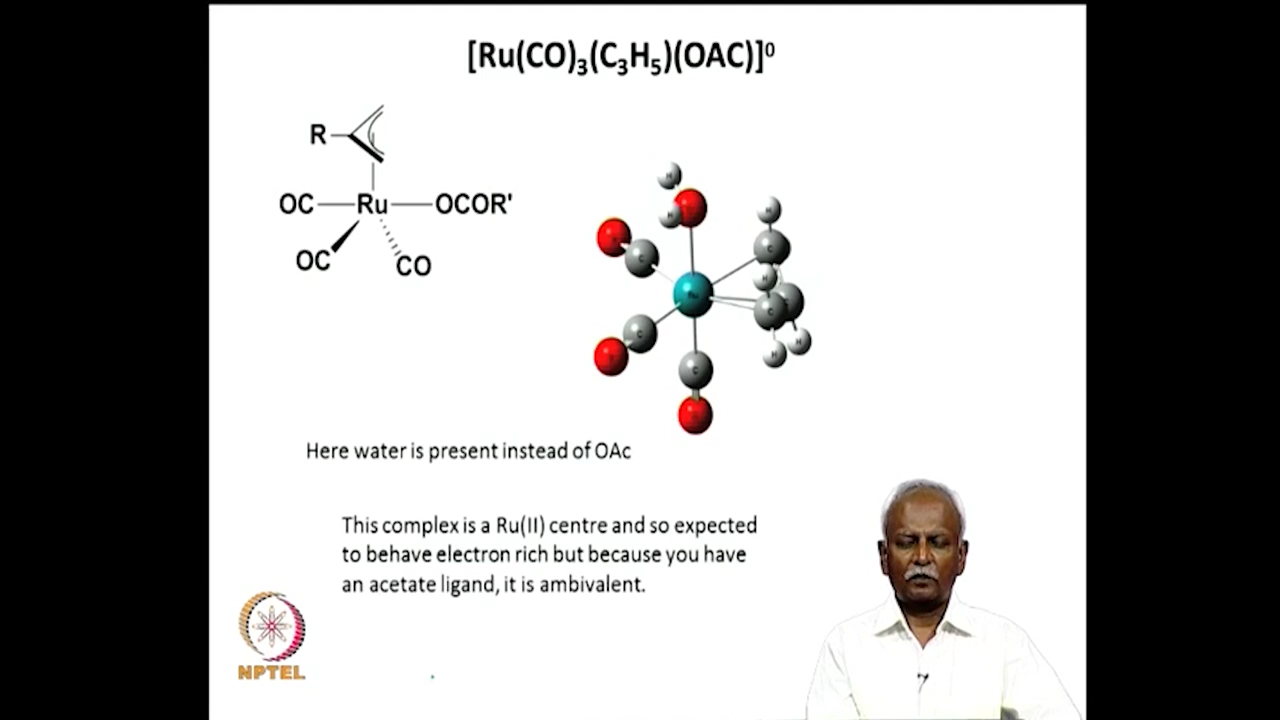 [Ru(CO)₃(C₃H₅)(OAC)]⁰
R
OC Ru OCOR'
OC CO
Here water is present instead of OAc
This complex is a Ru(II) centre and so expected
to behave electron rich but because you have
an acetate ligand, it is ambivalent.
NPTEL